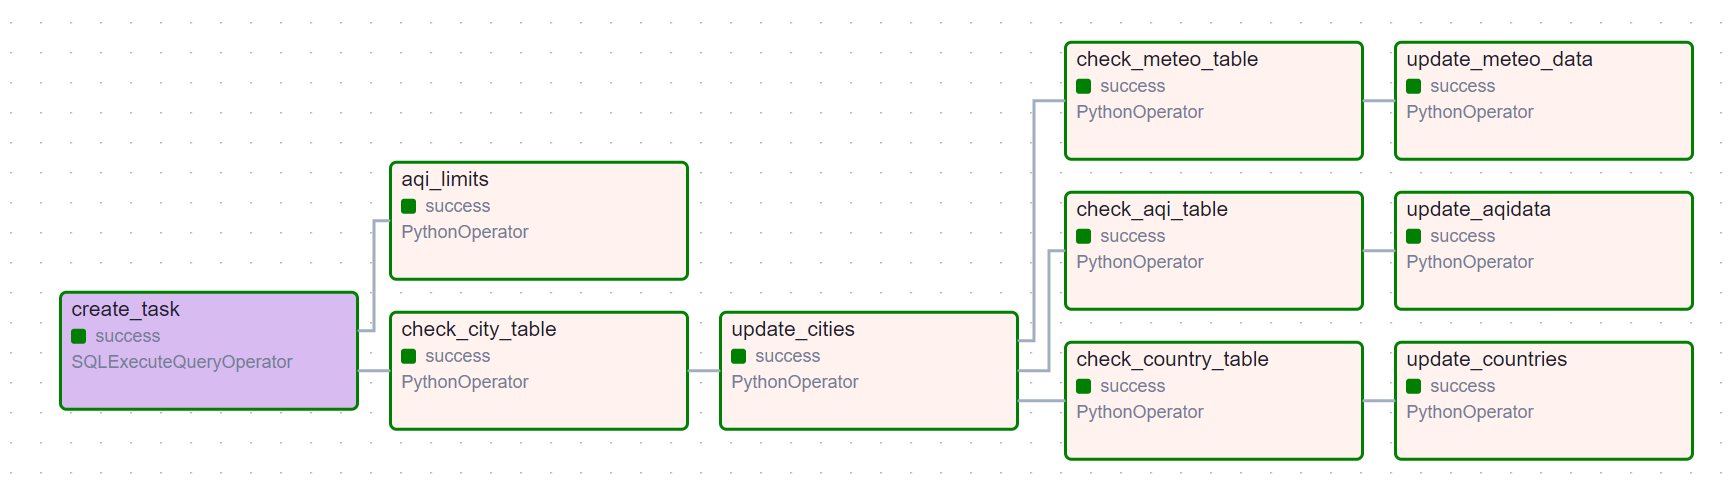 check_meteo_table
success
PythonOperator
update_meteo_data
success
PythonOperator
aqi_limits
success
PythonOperator
check_aqi_table
success
PythonOperator
update_aqidata
success
PythonOperator
create_task
success
SQLExecuteQueryOperator
check_city_table
success
PythonOperator
update_cities
success
PythonOperator
check_country_table
success
PythonOperator
update_countries
success
PythonOperator